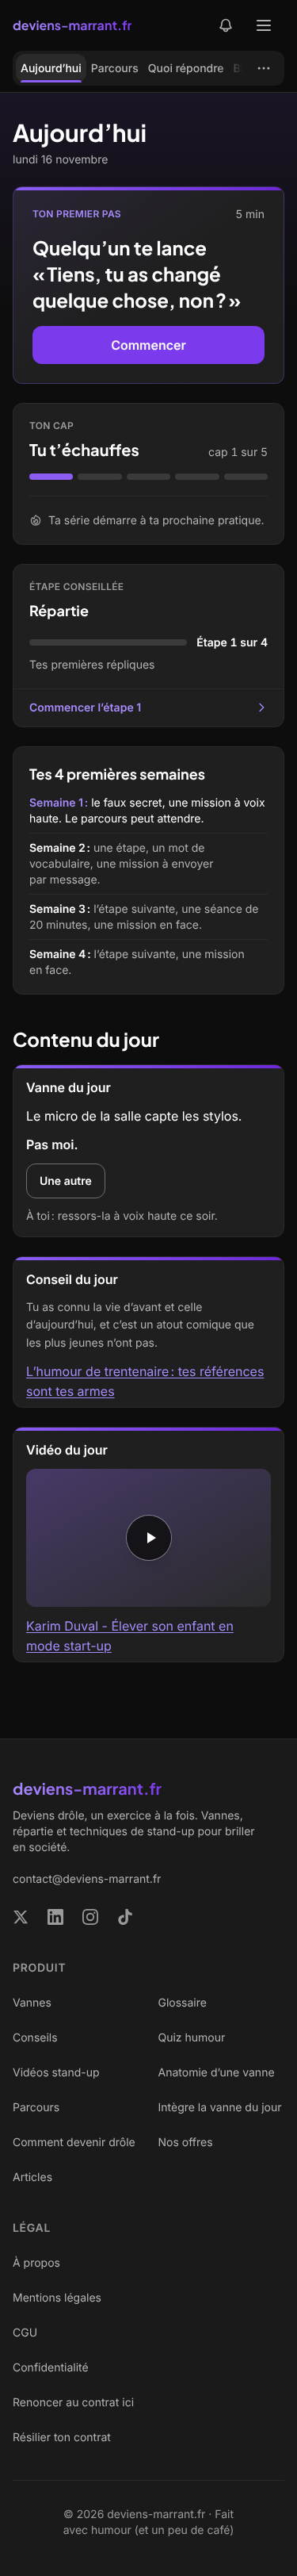 deviens-marrant.fr
Aujourd’hui Parcours Quoi répondre
Aujourd’hui
lundi 16 novembre
TON PREMIER PAS 5 min
Quelqu’un te lance
« Tiens, tu as changé
quelque chose, non ? »
Commencer
TON CAP
Tu t’échauffes cap 1 sur 5
Ta série démarre à ta prochaine pratique.
ÉTAPE CONSEILLÉE
Répartie
Étape 1 sur 4
Tes premières répliques
Commencer l’étape 1
Tes 4 premières semaines
Semaine 1 : le faux secret, une mission à voix
haute. Le parcours peut attendre.
Semaine 2 : une étape, un mot de
vocabulaire, une mission à envoyer
par message.
Semaine 3 : l’étape suivante, une séance de
20 minutes, une mission en face.
Semaine 4 : l’étape suivante, une mission
en face.
Contenu du jour
Vanne du jour
Le micro de la salle capte les stylos.
Pas moi.
Une autre
À toi : ressors-la à voix haute ce soir.
Conseil du jour
Tu as connu la vie d’avant et celle
d’aujourd’hui, et c’est un atout comique que
les plus jeunes n’ont pas.
L’humour de trentenaire : tes références
sont tes armes
Vidéo du jour
Karim Duval - Élever son enfant en
mode start-up
deviens-marrant.fr
Deviens drôle, un exercice à la fois. Vannes,
répartie et techniques de stand-up pour briller
en société.
contact@deviens-marrant.fr
PRODUIT
Vannes Glossaire
Conseils Quiz humour
Vidéos stand-up Anatomie d’une vanne
Parcours Intègre la vanne du jour
Comment devenir drôle Nos offres
Articles
LÉGAL
À propos
Mentions légales
CGU
Confidentialité
Renoncer au contrat ici
Résilier ton contrat
© 2026 deviens-marrant.fr · Fait
avec humour (et un peu de café)